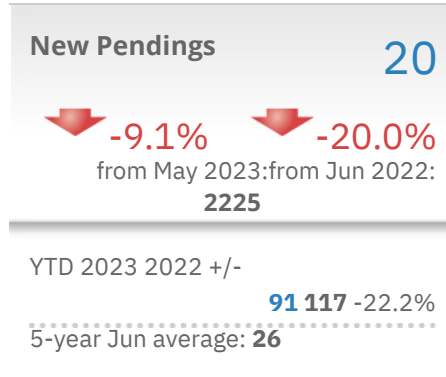 New Pendings
20
-9.1% -20.0%
from May 2023:from Jun 2022:
2225
YTD 2023 2022 +/-
91 117 -22.2%
5-year Jun average: 26